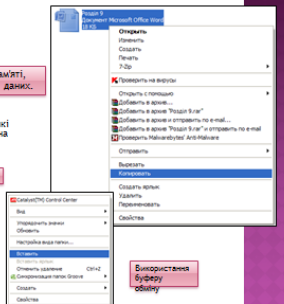 Розділ 9
Документ Microsoft Office Word
18 КБ
Открыть
Изменить
Создать
Печать
7-Zip
Проверить на вирусы
Открыть с помощью
Добавить в архив...
Добавить в архив "Розділ 9.rar"
Добавить в архив и отправить по e-mail...
Добавить в архив "Розділ 9.rar" и отправить по e-mail
Проверить Malwarebytes' Anti-Malware
Отправить
Вырезать
Копировать
Создать ярлык
Удалить
Переименовать
Свойства
ам'яті,
даних.
кі
на
Catalyst(TM) Control Center
Вид
Упорядочить значки
Обновить
Настройка вида папки...
Вставить
Вставить ярлык
Отменить удаление Ctrl+Z
Синхронизация папок Groove
Создать
Свойства
Використання
буферу
обміну